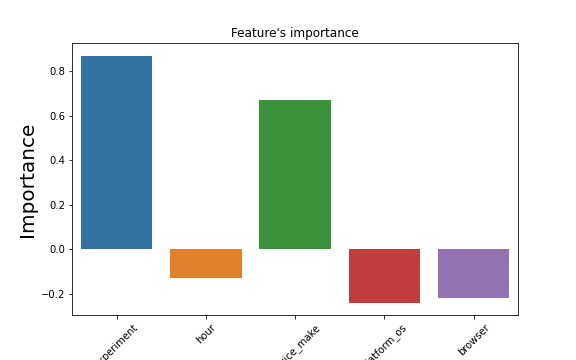 Feature's importance
Importance
0.8
0.6
0.4
0.2
0.0
−0.2
periment
hour
ice_make
latform_os
browser